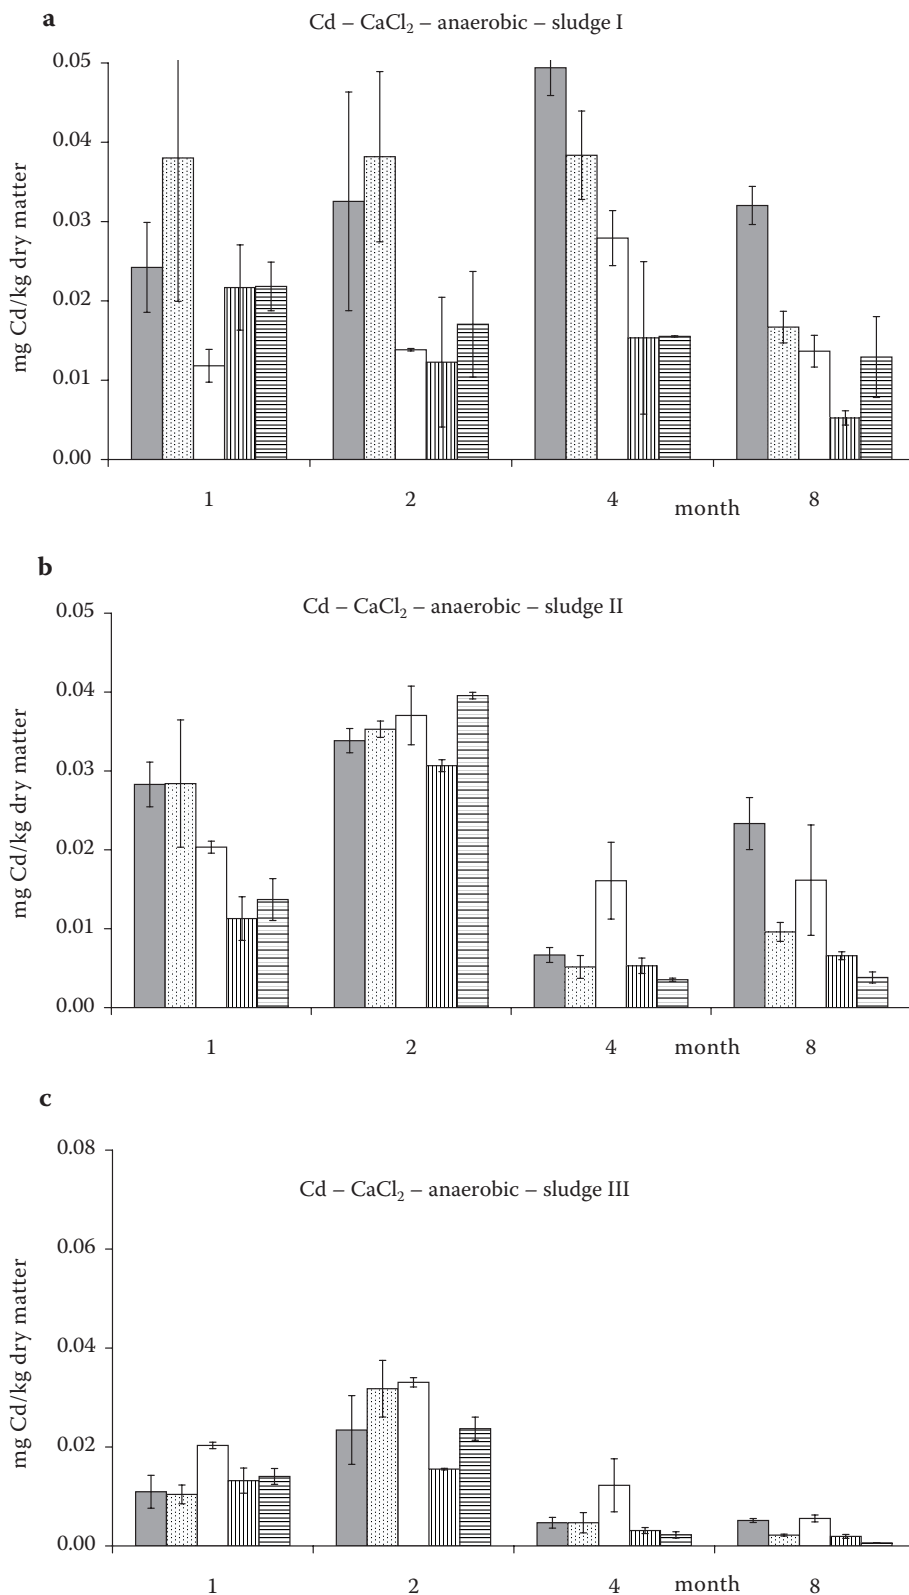 a
Cd – CaCl₂ – anaerobic – sludge I
mg Cd/kg dry matter
0.05
0.04
0.03
0.02
0.01
0.00
1
2
4
month
8
b
Cd – CaCl₂ – anaerobic – sludge II
mg Cd/kg dry matter
0.05
0.04
0.03
0.02
0.01
0.00
1
2
4
month
8
c
Cd – CaCl₂ – anaerobic – sludge III
mg Cd/kg dry matter
0.08
0.06
0.04
0.02
0.00
1
2
4
month
8